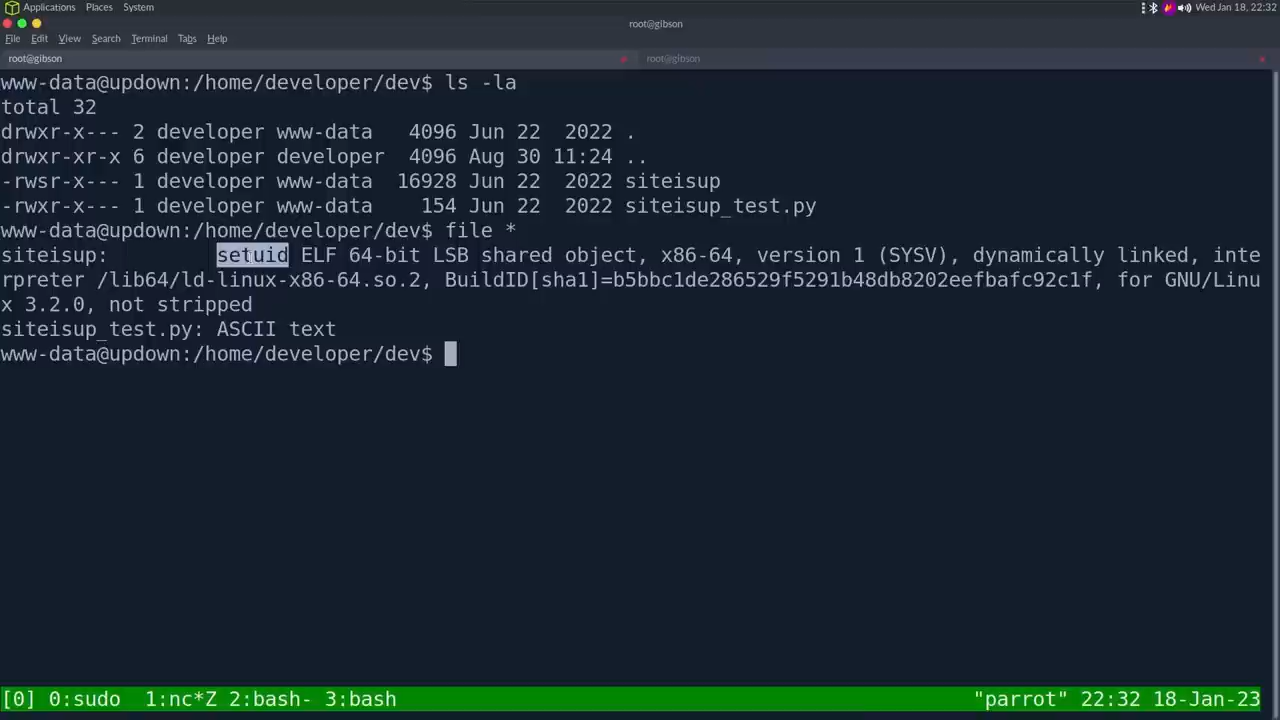 Applications Places System Wed Jan 18, 22:32
root@gibson
File Edit View Search Terminal Tabs Help
root@gibson root@gibson
www-data@updown:/home/developer/dev$ ls -la
total 32
drwxr-x--- 2 developer www-data   4096 Jun 22  2022 .
drwxr-xr-x 6 developer developer  4096 Aug 30 11:24 ..
-rwsr-x--- 1 developer www-data  16928 Jun 22  2022 siteisup
-rwxr-x--- 1 developer www-data    154 Jun 22  2022 siteisup_test.py
www-data@updown:/home/developer/dev$ file *
siteisup:         setuid ELF 64-bit LSB shared object, x86-64, version 1 (SYSV), dynamically linked, inte
rpreter /lib64/ld-linux-x86-64.so.2, BuildID[sha1]=b5bbc1de286529f5291b48db8202eefbafc92c1f, for GNU/Linu
x 3.2.0, not stripped
siteisup_test.py: ASCII text
www-data@updown:/home/developer/dev$
[0] 0:sudo  1:nc*Z 2:bash- 3:bash "parrot" 22:32 18-Jan-23